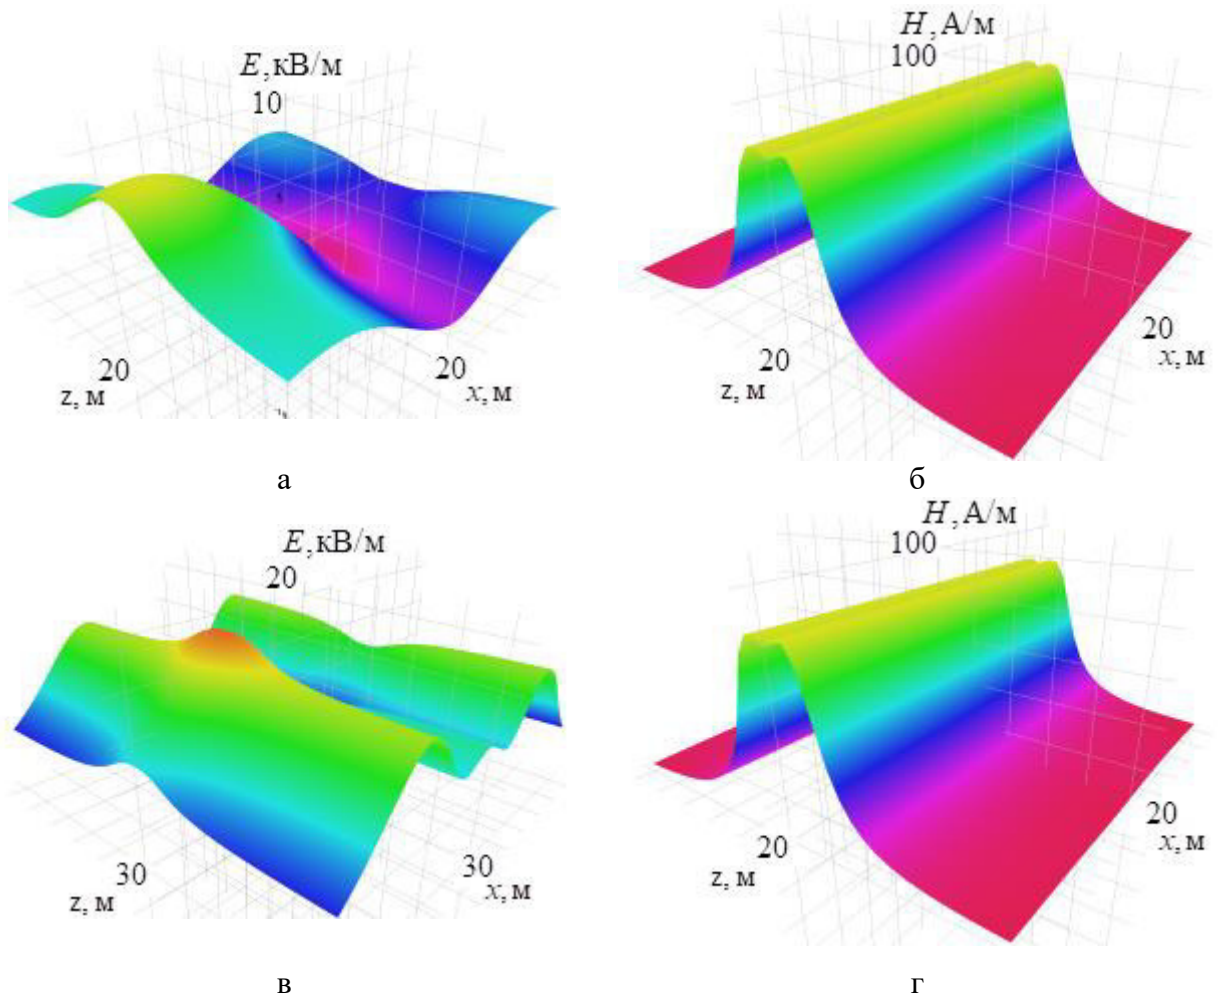 E, кВ/м
10
20
z, м
20
x, м
а
H, А/м
100
20
z, м
20
x, м
б
E, кВ/м
20
30
z, м
30
x, м
в
H, А/м
100
20
z, м
20
x, м
г